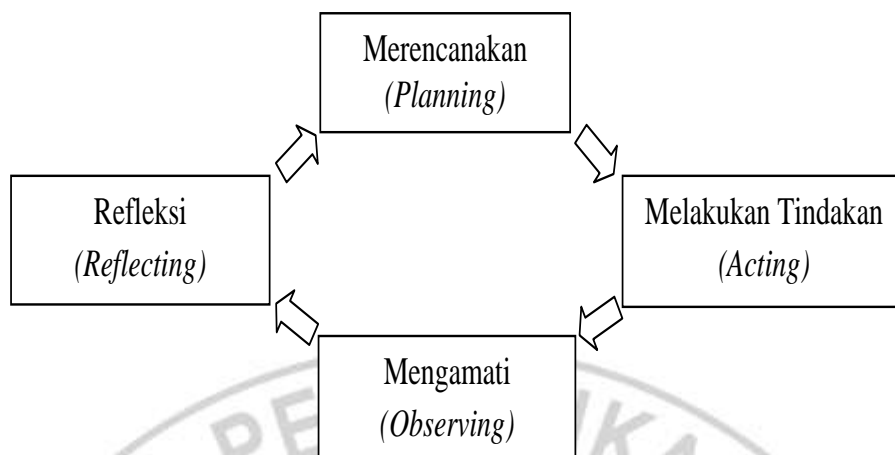 Merencanakan
(Planning)
Refleksi
(Reflecting)
Melakukan Tindakan
(Acting)
Mengamati
(Observing)